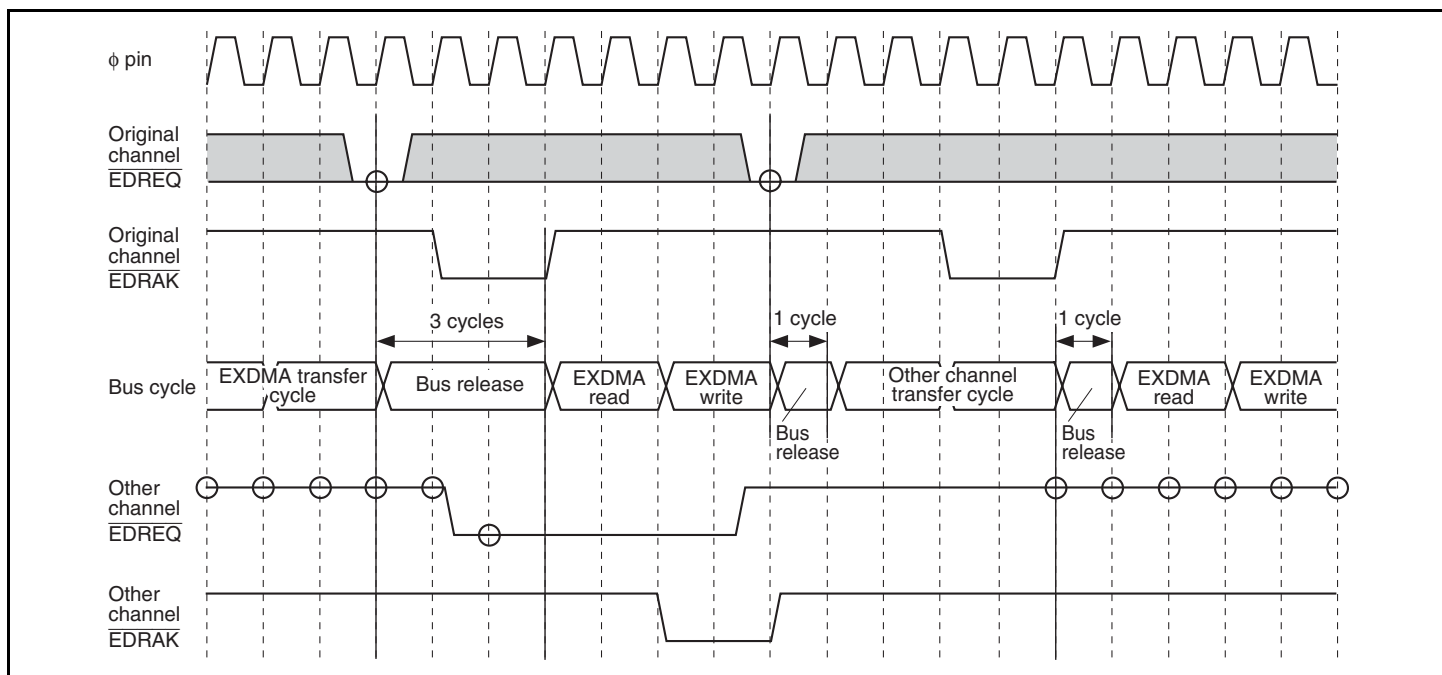 φ pin
Original
channel
EDREQ
Original
channel
EDRAK
3 cycles
1 cycle
1 cycle
Bus cycle
EXDMA transfer
cycle
Bus release
EXDMA
read
EXDMA
write
Bus
release
Other channel
transfer cycle
Bus
release
EXDMA
read
EXDMA
write
Other
channel
EDREQ
Other
channel
EDRAK